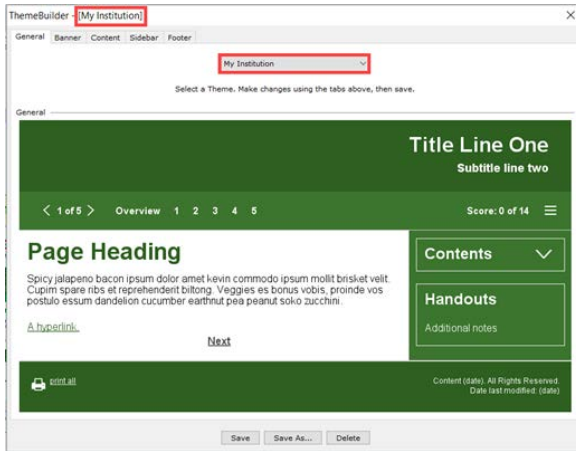 ThemeBuilder - [My Institution]
General Banner Content Sidebar Footer
My Institution
Select a Theme. Make changes using the tabs above, then save.
General
Title Line One
Subtitle line two
< 1 of 5 > Overview 1 2 3 4 5 Score: 0 of 14
Page Heading
Spicy jalapeno bacon ipsum dolor amet kevin commodo ipsum mollit brisket velit.
Cupim spare ribs et reprehenderit biltong. Veggies es bonus vobis, proinde vos
postulo essum dandelion cucumber earthnut pea peanut soko zucchini.
A hyperlink.
Next
Contents
Handouts
Additional notes
print all
Content (date). All Rights Reserved.
Date last modified: (date)
Save Save As... Delete